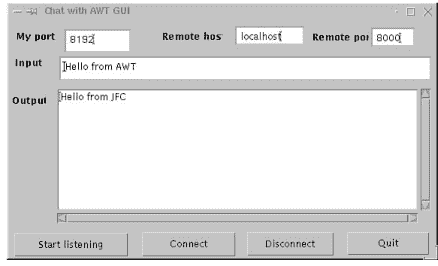 Chat with AWT GUI
My port 8192 Remote hos localhost Remote por 8000
Input Hello from AWT
Output Hello from JFC
Start listening Connect Disconnect Quit